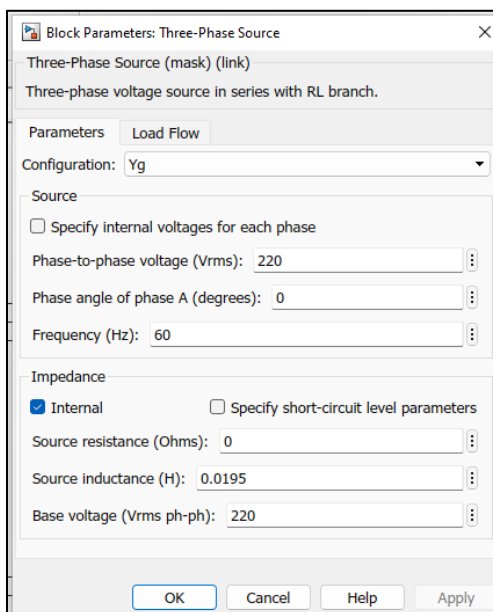 Block Parameters: Three-Phase Source
Three-Phase Source (mask) (link)
Three-phase voltage source in series with RL branch.
Parameters Load Flow
Configuration: Yg
Source
Specify internal voltages for each phase
Phase-to-phase voltage (Vrms): 220
Phase angle of phase A (degrees): 0
Frequency (Hz): 60
Impedance
Internal Specify short-circuit level parameters
Source resistance (Ohms): 0
Source inductance (H): 0.0195
Base voltage (Vrms ph-ph): 220
OK Cancel Help Apply